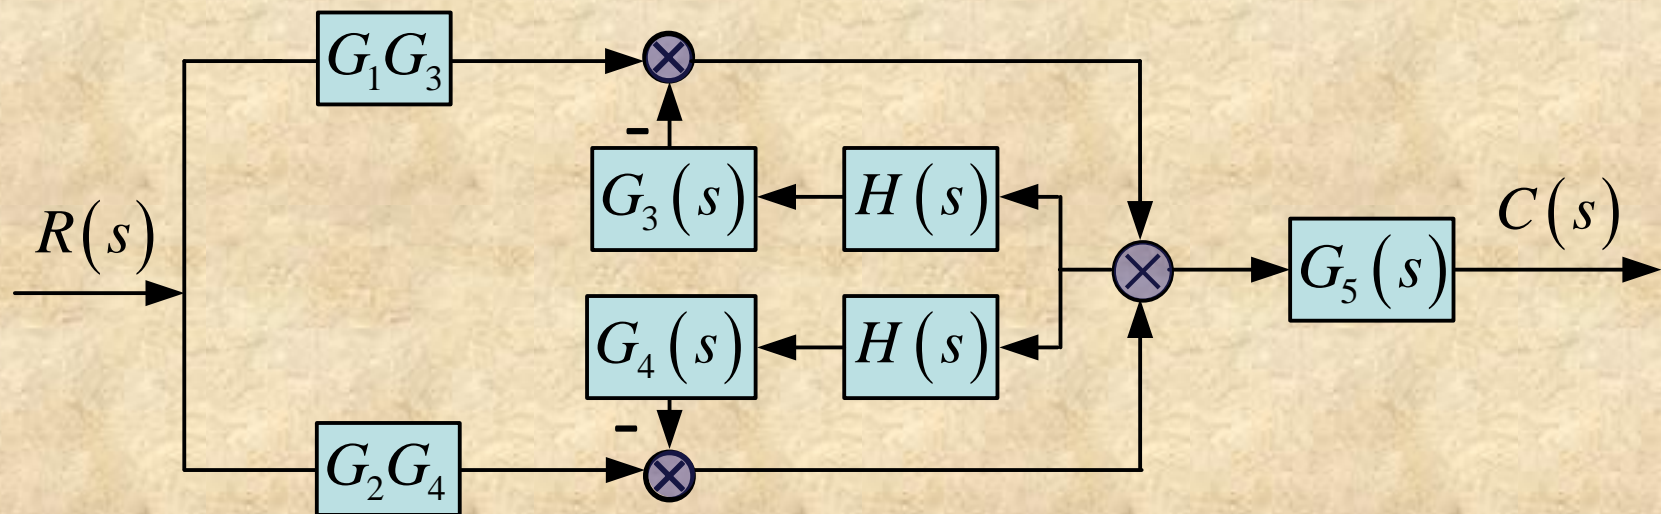 G₁G₃
-
G₃(s) H(s)
R(s)
C(s)
G₅(s)
G₄(s) H(s)
-
G₂G₄